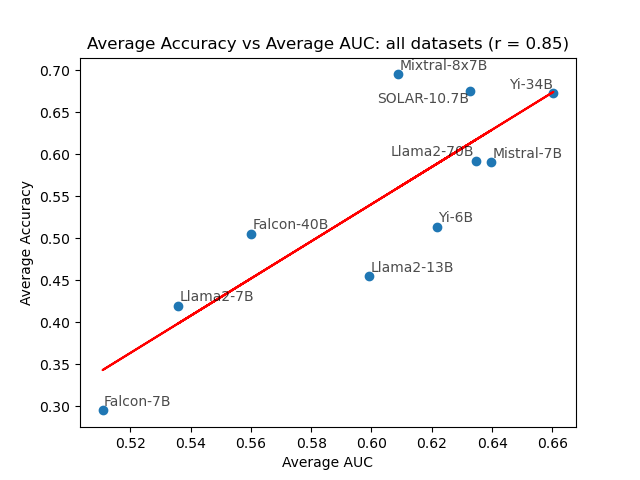 Average Accuracy vs Average AUC: all datasets (r = 0.85)
0.70
0.65
0.60
0.55
0.50
0.45
0.40
0.35
0.30
Average Accuracy
Mixtral-8x7B
Yi-34B
SOLAR-10.7B
Llama2-70B
Mistral-7B
Yi-6B
Falcon-40B
Llama2-13B
Llama2-7B
Falcon-7B
0.52
0.54
0.56
0.58
0.60
0.62
0.64
0.66
Average AUC